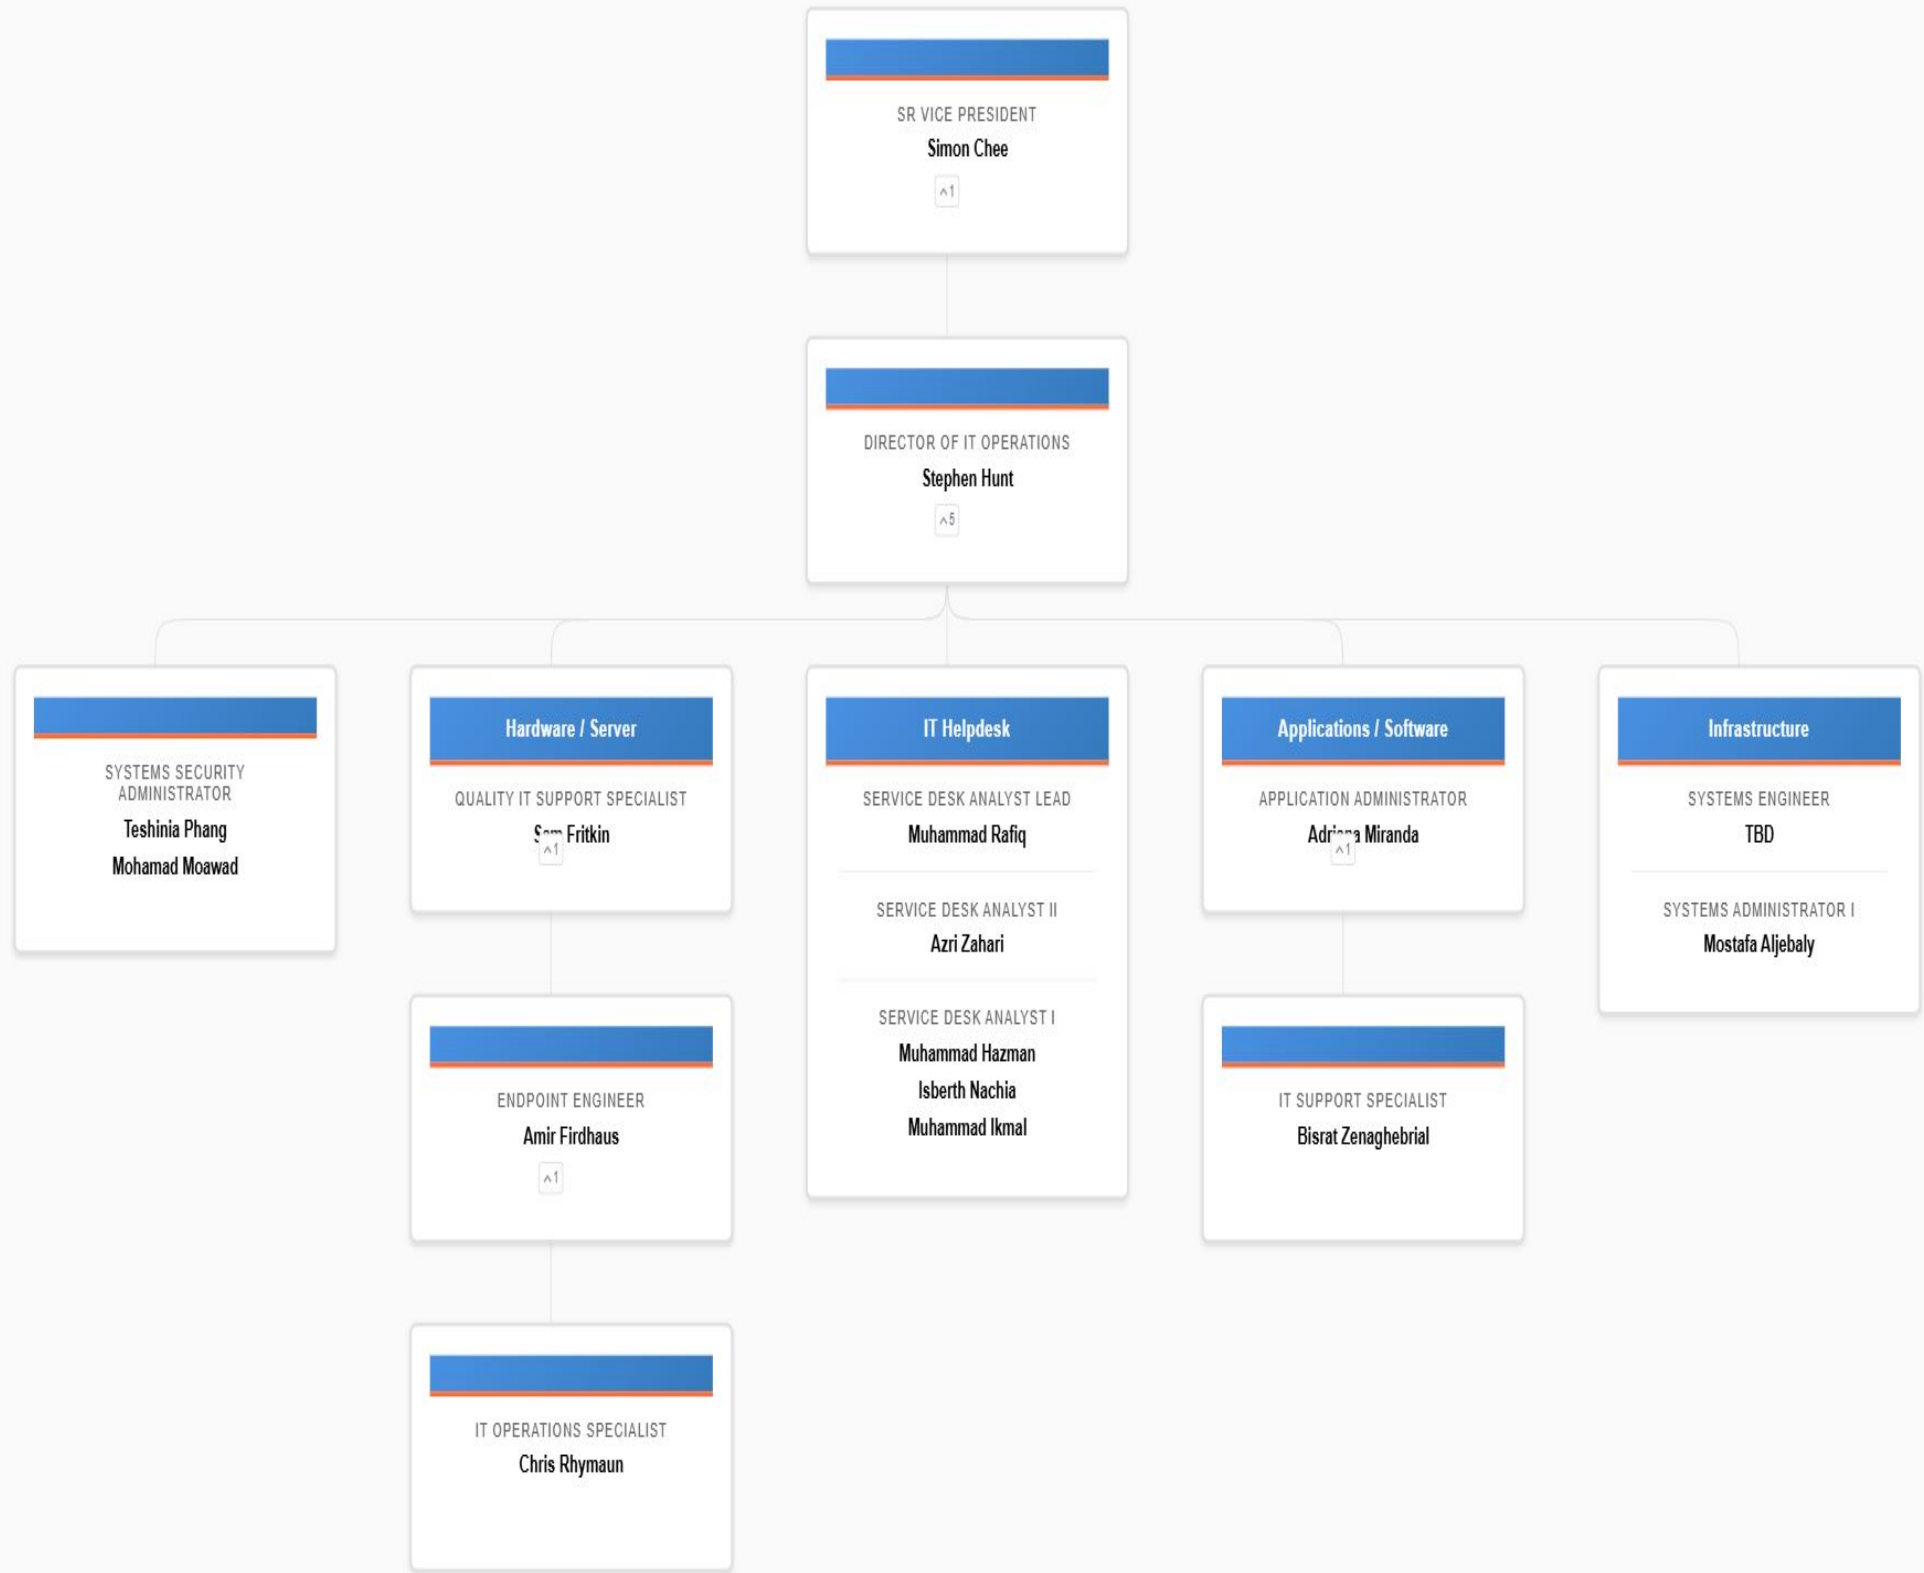 SR VICE PRESIDENT
Simon Chee
^1
DIRECTOR OF IT OPERATIONS
Stephen Hunt
^5
SYSTEMS SECURITY
ADMINISTRATOR
Teshinia Phang
Mohamad Moawad
Hardware / Server
QUALITY IT SUPPORT SPECIALIST
Fritkin
^1
IT Helpdesk
SERVICE DESK ANALYST LEAD
Muhammad Rafiq
SERVICE DESK ANALYST II
Azri Zahari
SERVICE DESK ANALYST I
Muhammad Hazman
Isberth Nachia
Muhammad Ikmal
Applications / Software
APPLICATION ADMINISTRATOR
Adriana Miranda
^1
Infrastructure
SYSTEMS ENGINEER
TBD
SYSTEMS ADMINISTRATOR I
Mostafa Aljebaly
ENDPOINT ENGINEER
Amir Firdhaus
^1
IT SUPPORT SPECIALIST
Bisrat Zenaghebrial
IT OPERATIONS SPECIALIST
Chris Rhymaun